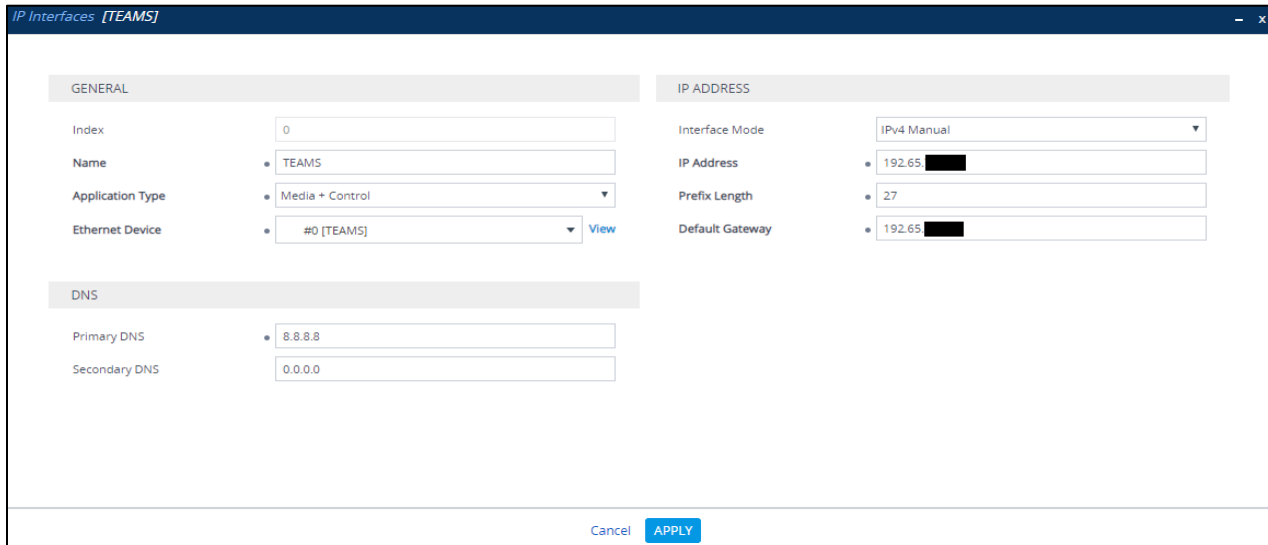 IP Interfaces [TEAMS]
– x
GENERAL
Index 0
Name TEAMS
Application Type Media + Control
Ethernet Device #0 [TEAMS] View
DNS
Primary DNS 8.8.8.8
Secondary DNS 0.0.0.0
IP ADDRESS
Interface Mode IPv4 Manual
IP Address 192.65.
Prefix Length 27
Default Gateway 192.65.
Cancel APPLY